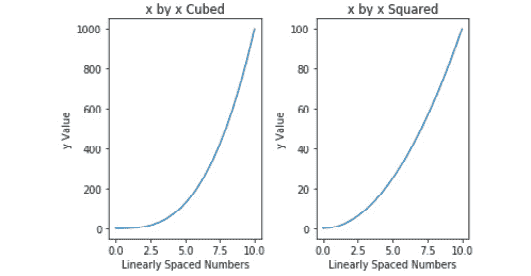 x by x Cubed
y Value
1000
800
600
400
200
0
0.0 2.5 5.0 7.5 10.0
Linearly Spaced Numbers
x by x Squared
y Value
100
80
60
40
20
0
0.0 2.5 5.0 7.5 10.0
Linearly Spaced Numbers